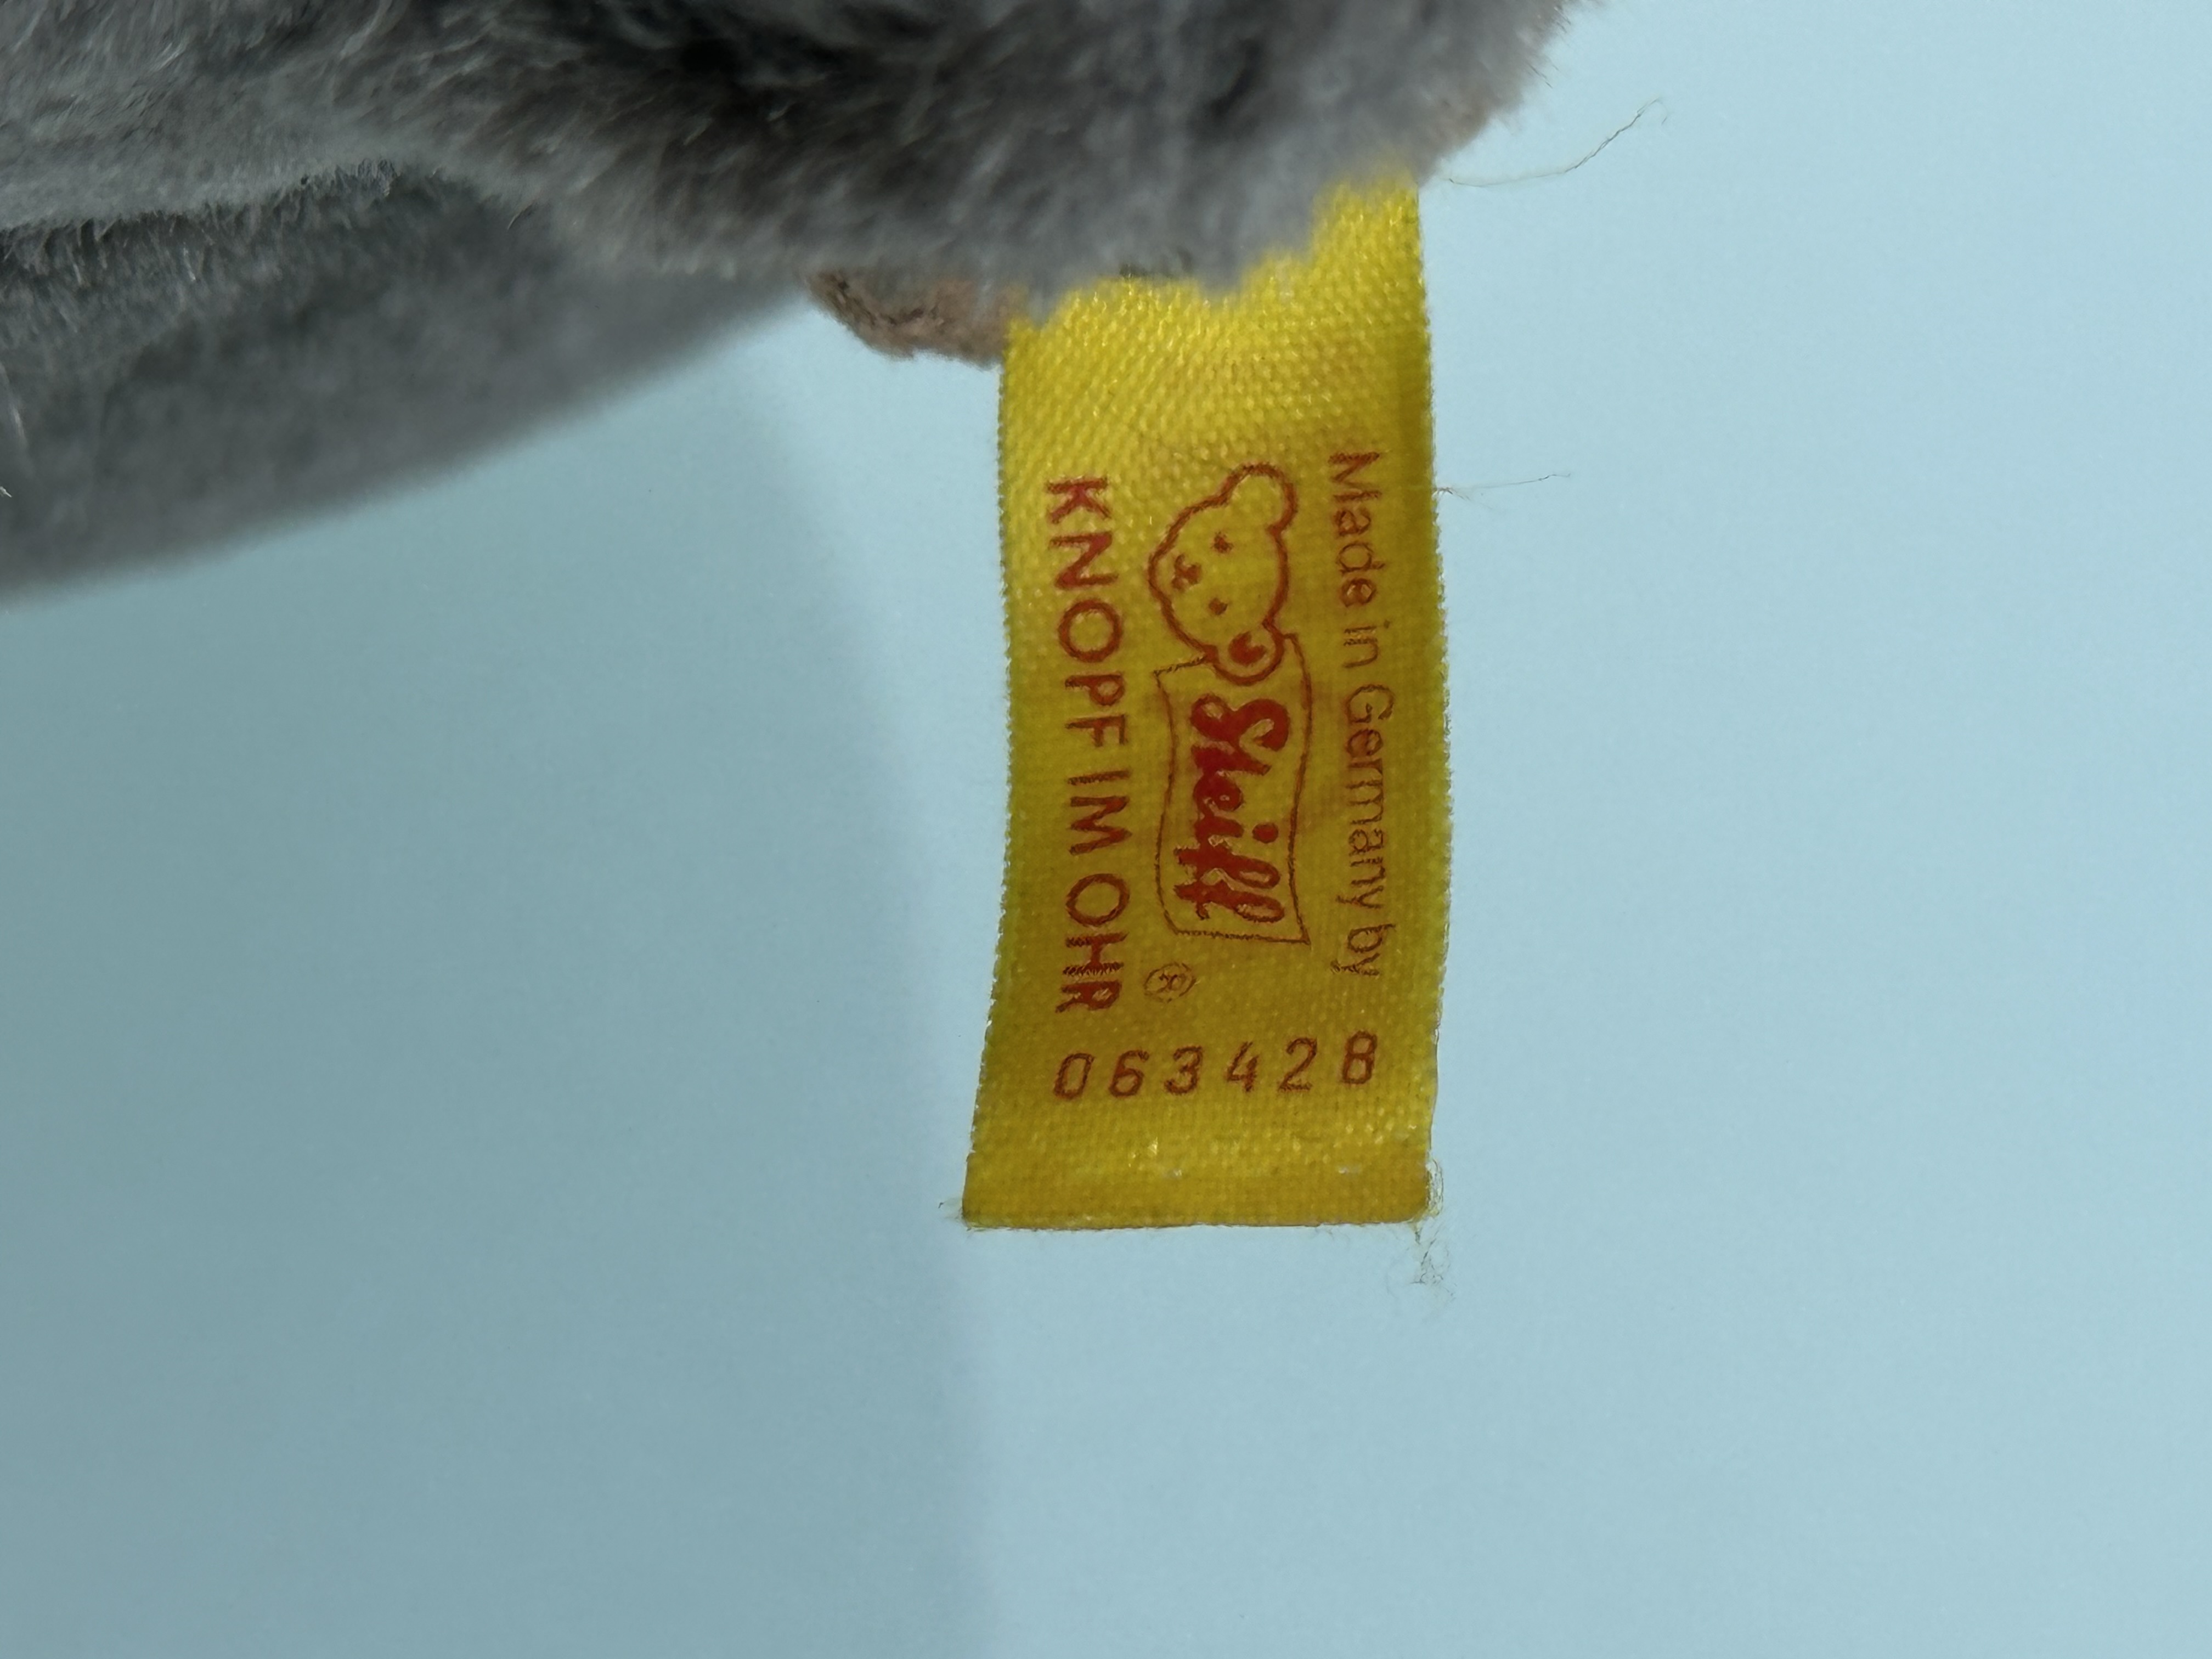 Made in Germany by
Steiff
®
KNOPF IM OHR
063428